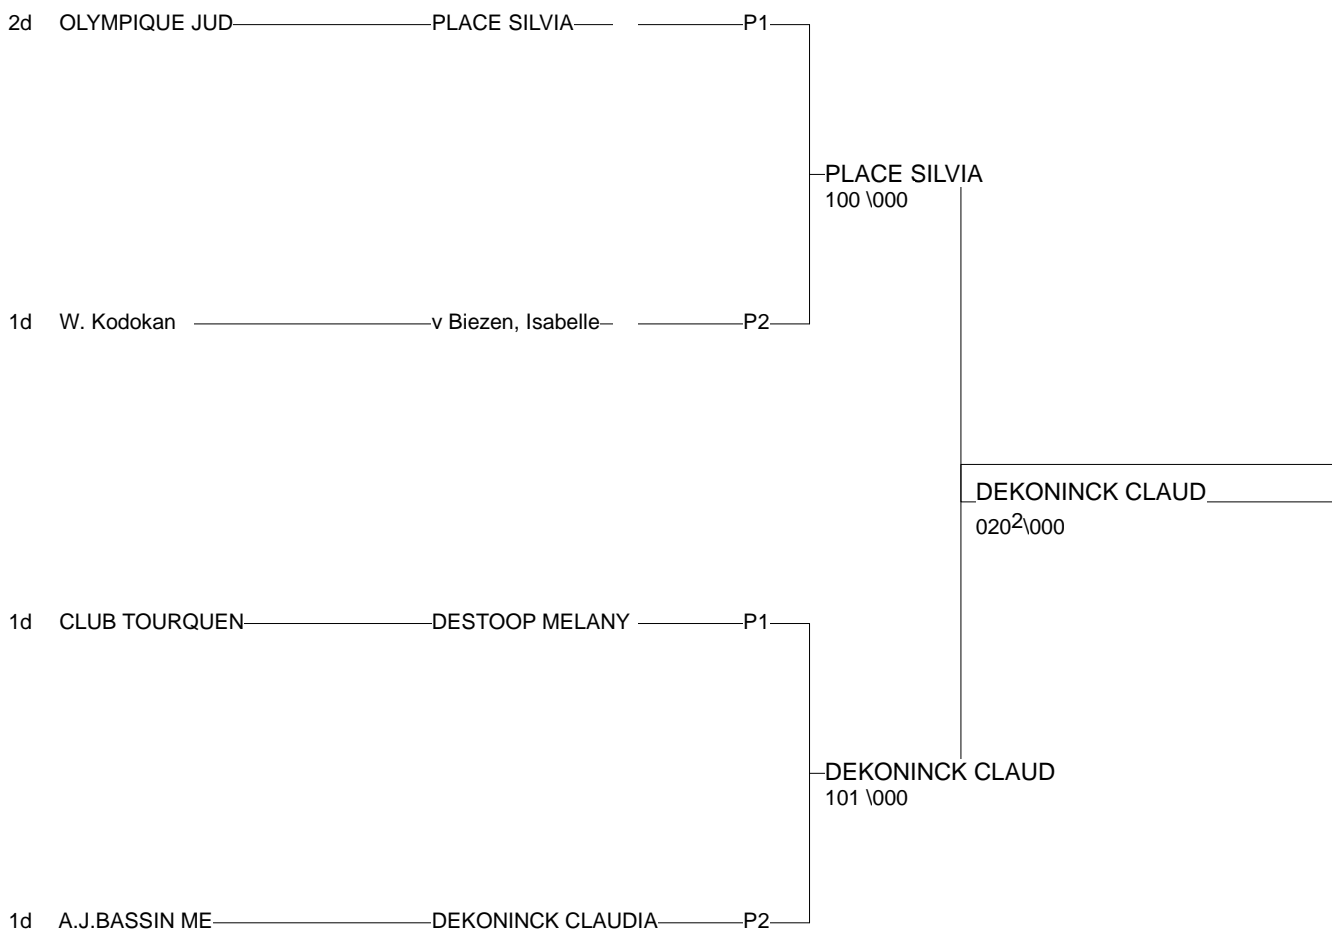 2d OLYMPIQUE JUD PLACE SILVIA P1
PLACE SILVIA
100 \000
1d W. Kodokan v Biezen, Isabelle P2
DEKONINCK CLAUD
020²\000
1d CLUB TOURQUEN DESTOOP MELANY P1
DEKONINCK CLAUD
101 \000
1d A.J.BASSIN ME DEKONINCK CLAUDIA P2